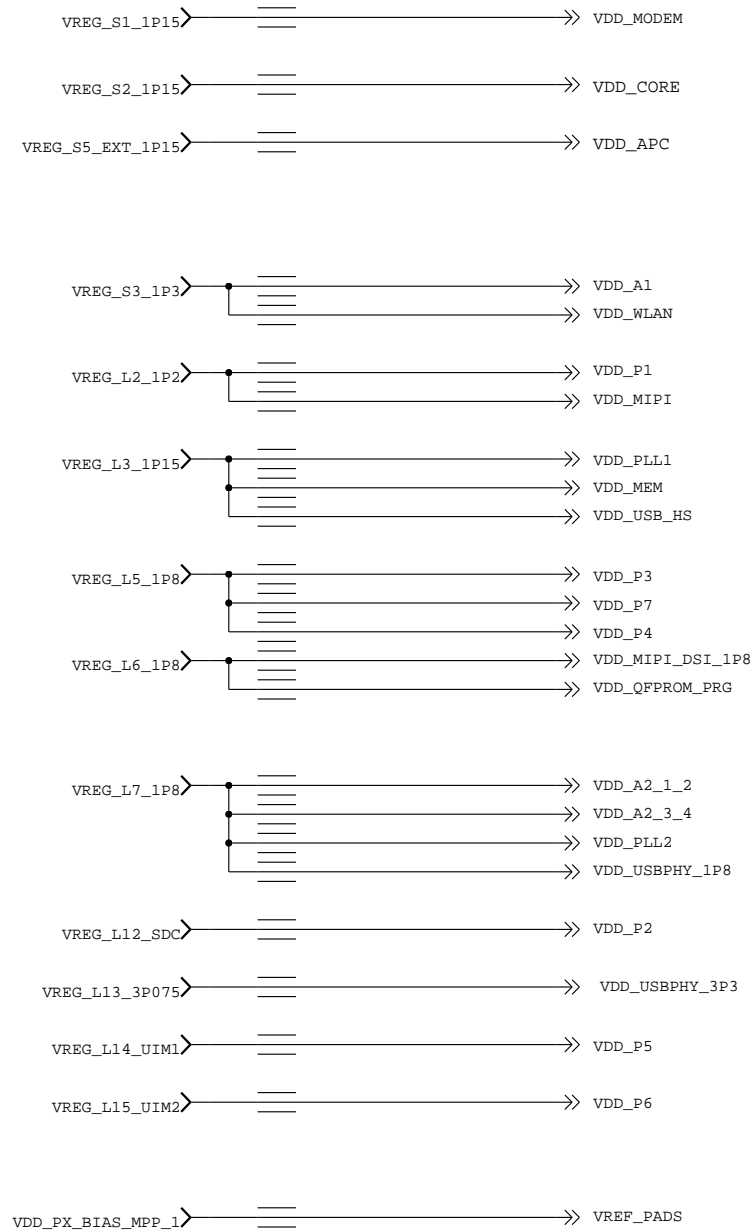 VREG_S1_1P15 VDD_MODEM
VREG_S2_1P15 VDD_CORE
VREG_S5_EXT_1P15 VDD_APC
VREG_S3_1P3 VDD_A1
VDD_WLAN
VREG_L2_1P2 VDD_P1
VDD_MIPI
VREG_L3_1P15 VDD_PLL1
VDD_MEM
VDD_USB_HS
VREG_L5_1P8 VDD_P3
VDD_P7
VDD_P4
VREG_L6_1P8 VDD_MIPI_DSI_1P8
VDD_QFPROM_PRG
VREG_L7_1P8 VDD_A2_1_2
VDD_A2_3_4
VDD_PLL2
VDD_USBPHY_1P8
VREG_L12_SDC VDD_P2
VREG_L13_3P075 VDD_USBPHY_3P3
VREG_L14_UIM1 VDD_P5
VREG_L15_UIM2 VDD_P6
VDD_PX_BIAS_MPP_1 VREF_PADS